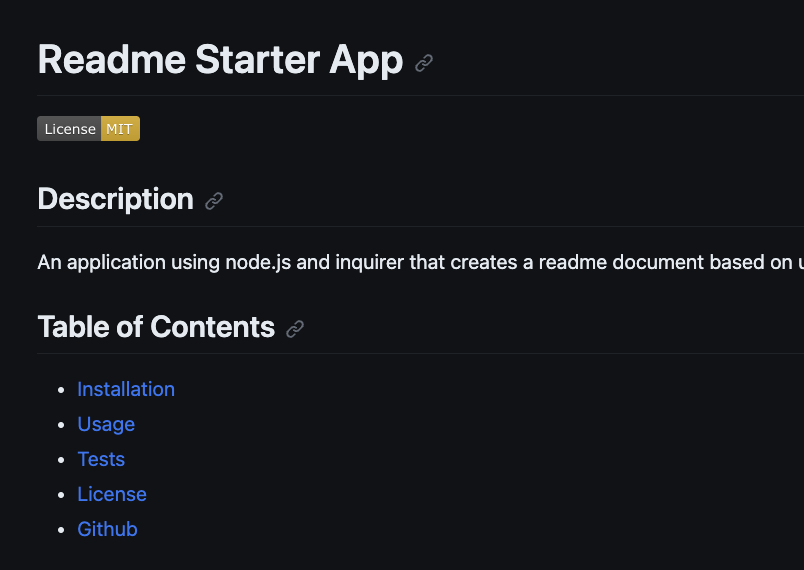 Readme Starter App
License MIT
Description
An application using node.js and inquirer that creates a readme document based on
Table of Contents
Installation
Usage
Tests
License
Github